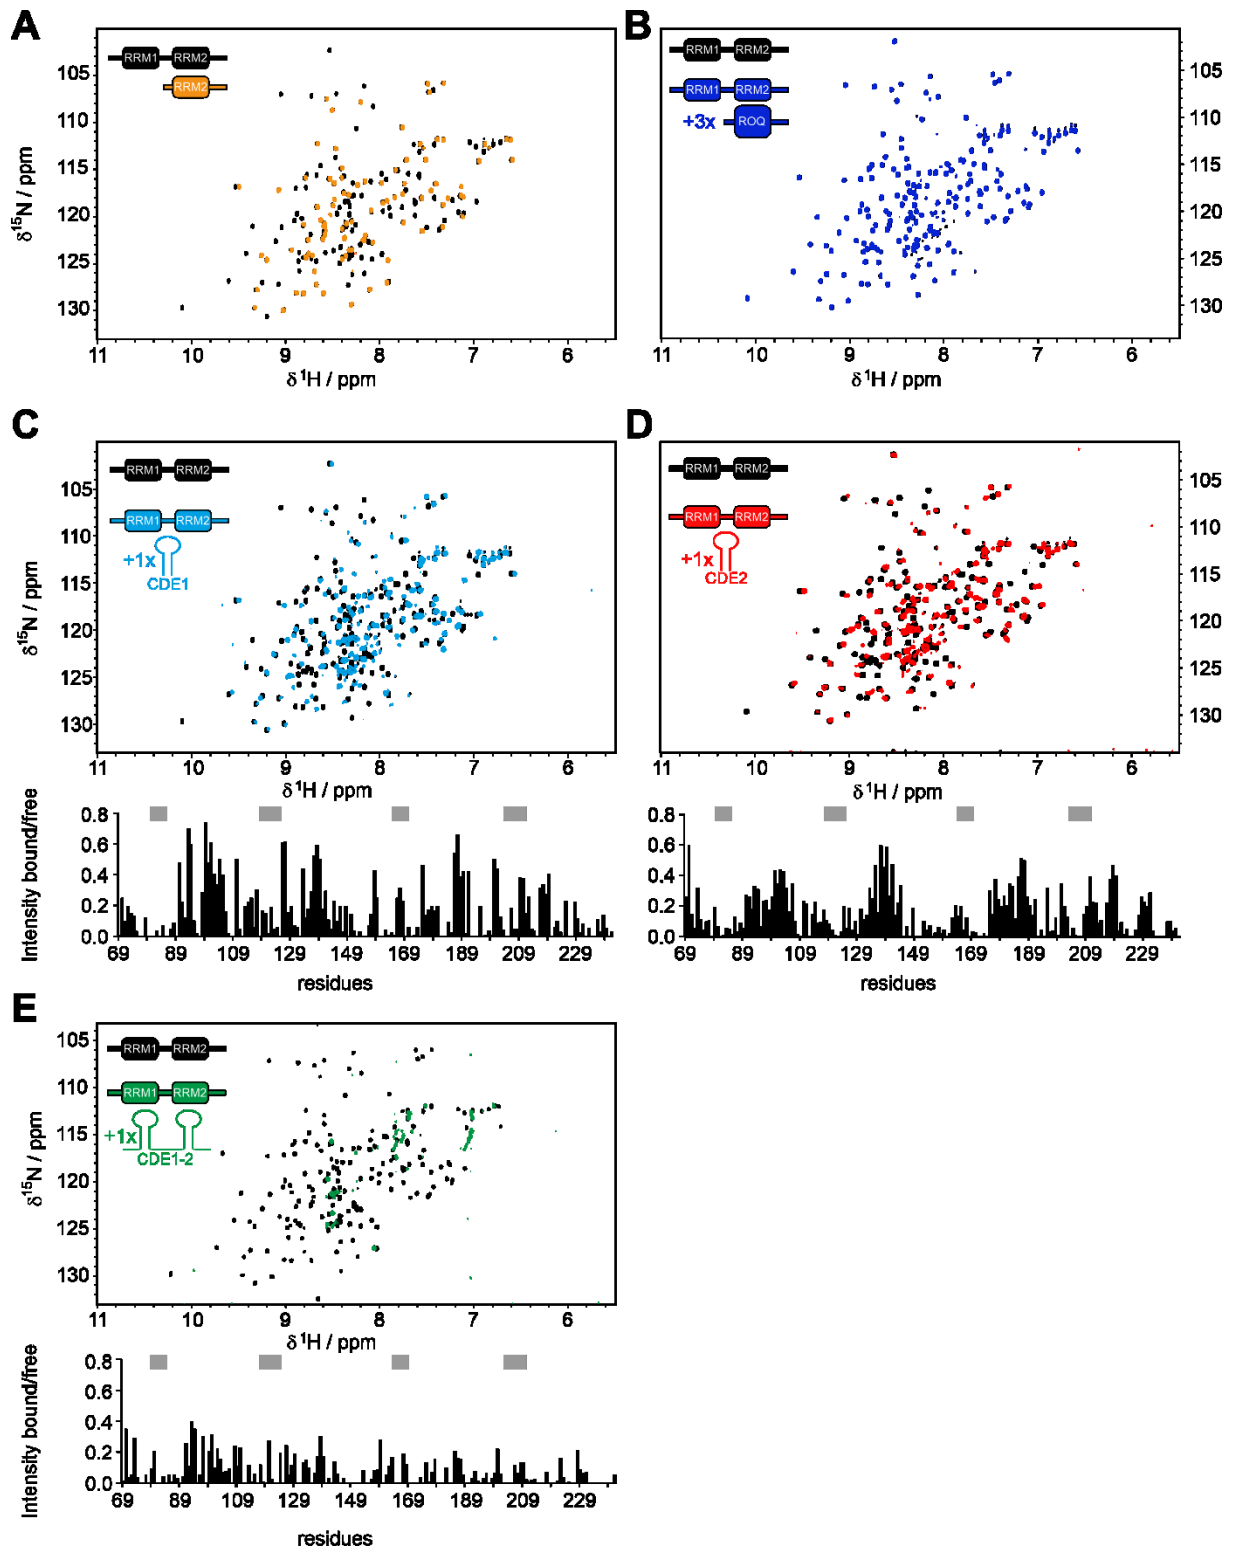 A
RRM1 RRM2
RRM2
105
110
115
120
125
130
δ15N / ppm
11 10 9 8 7 6
δ1H / ppm
B
RRM1 RRM2
RRM1 RRM2
+3x ROQ
105
110
115
120
125
130
δ15N / ppm
11 10 9 8 7 6
δ1H / ppm
C
RRM1 RRM2
RRM1 RRM2
+1x
CDE1
105
110
115
120
125
130
δ15N / ppm
11 10 9 8 7 6
δ1H / ppm
Intensity bound/free
0.8
0.6
0.4
0.2
0.0
69 89 109 129 149 169 189 209 229
residues
D
RRM1 RRM2
RRM1 RRM2
+1x
CDE2
105
110
115
120
125
130
δ15N / ppm
11 10 9 8 7 6
δ1H / ppm
Intensity bound/free
0.8
0.6
0.4
0.2
0.0
69 89 109 129 149 169 189 209 229
residues
E
RRM1 RRM2
RRM1 RRM2
+1x
CDE1-2
105
110
115
120
125
130
δ15N / ppm
11 10 9 8 7 6
δ1H / ppm
Intensity bound/free
0.8
0.6
0.4
0.2
0.0
69 89 109 129 149 169 189 209 229
residues